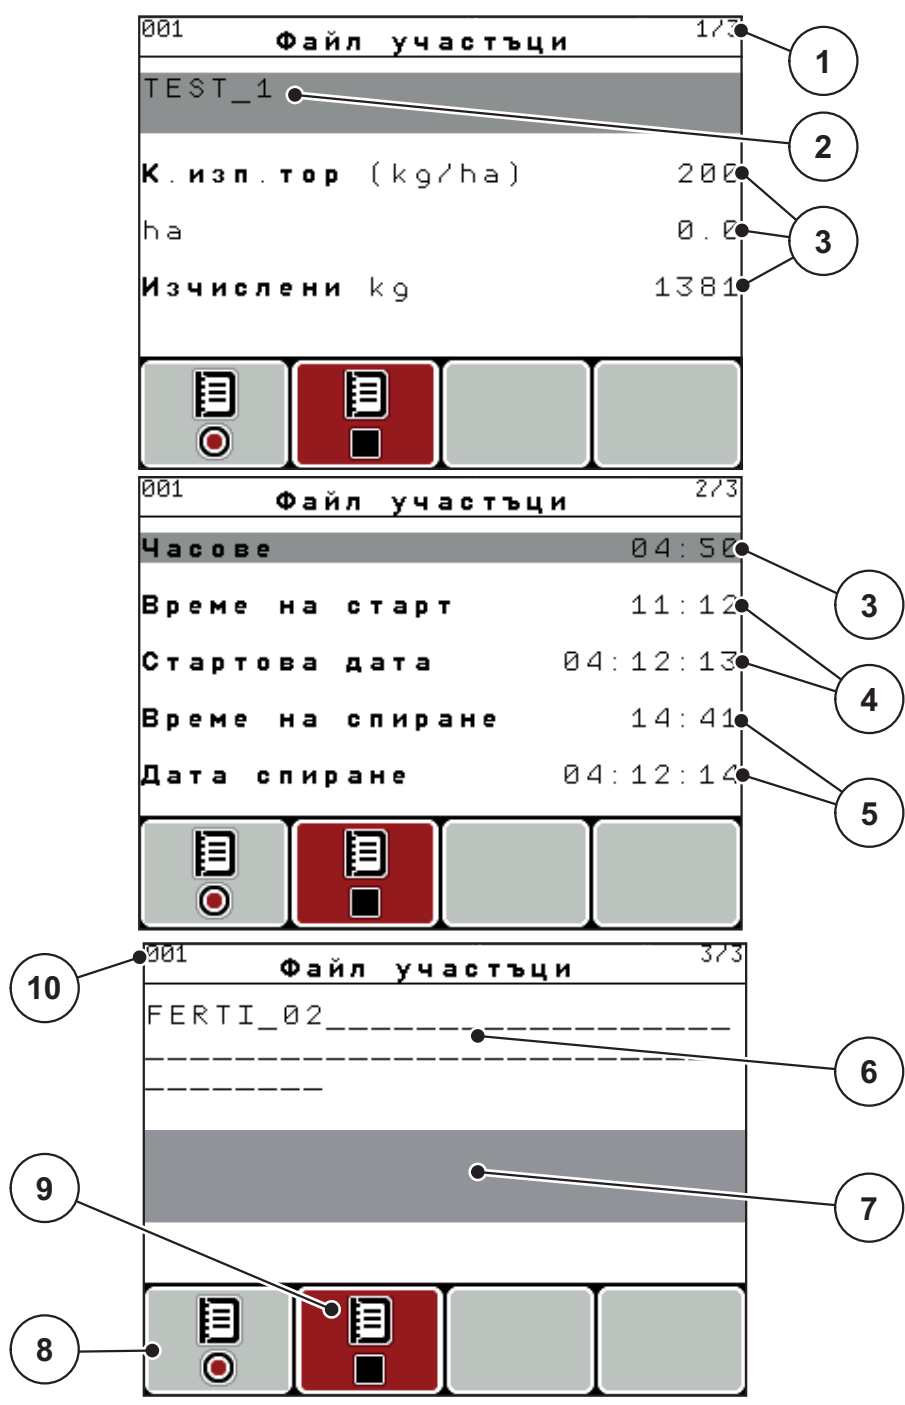 001
1/3
Файл участъци
1
TEST_1
2
К.изп.тор (kg/ha) 200
ha 0.0
3
Изчислени kg 1381
001
2/3
Файл участъци
Часове 04:50
3
Време на старт 11:12
Стартова дата 04:12:13
4
Време на спиране 14:41
Дата спиране 04:12:14
5
001
3/3
10
Файл участъци
FERTI_02__________________
__________________________
________
6
9
7
8